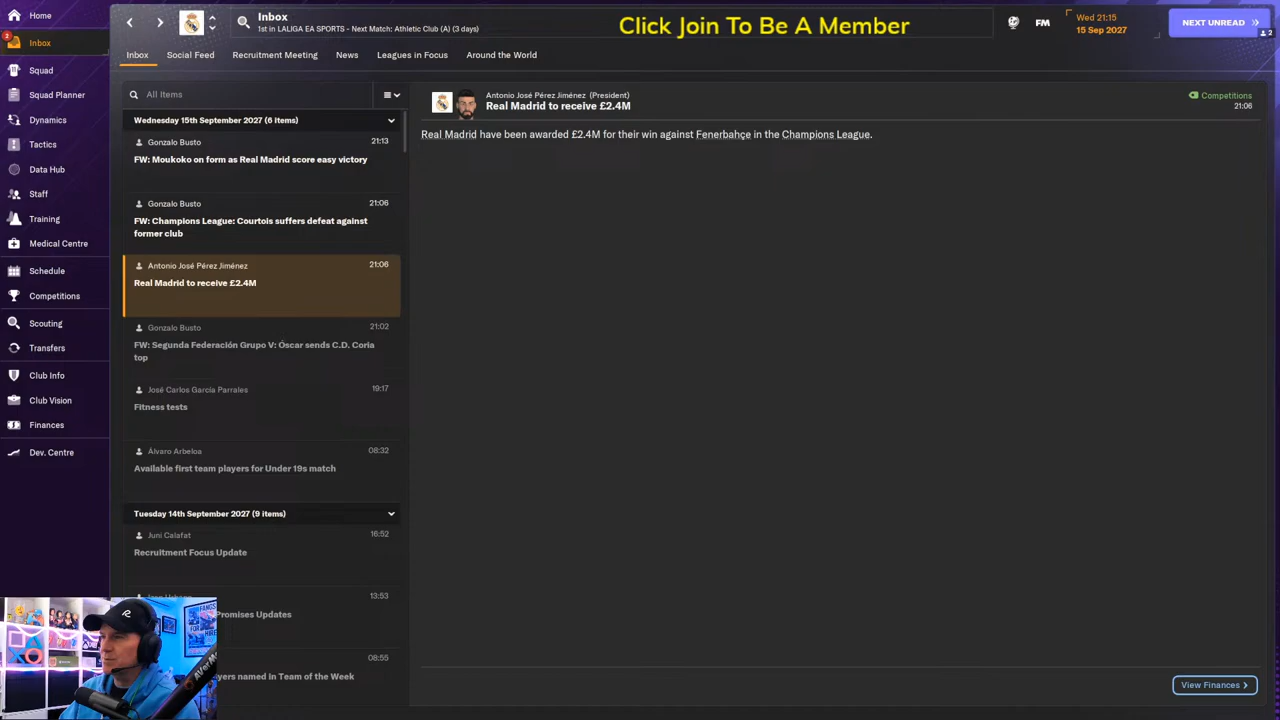 Home
2
Inbox
Squad
Squad Planner
Dynamics
Tactics
Data Hub
Staff
Training
Medical Centre
Schedule
Competitions
Scouting
Transfers
Club Info
Club Vision
Finances
Dev. Centre
Inbox
1st in LALIGA EA SPORTS - Next Match: Athletic Club (A) (3 days)
Click Join To Be A Member
FM
Wed 21:15
15 Sep 2027
NEXT UNREAD
2
Inbox
Social Feed
Recruitment Meeting
News
Leagues in Focus
Around the World
All Items
Wednesday 15th September 2027 (6 items)
Gonzalo Busto 21:13
FW: Moukoko on form as Real Madrid score easy victory
Gonzalo Busto 21:06
FW: Champions League: Courtois suffers defeat against
former club
Antonio José Pérez Jiménez 21:06
Real Madrid to receive £2.4M
Gonzalo Busto 21:02
FW: Segunda Federación Grupo V: Óscar sends C.D. Coria
top
José Carlos García Parrales 19:17
Fitness tests
Álvaro Arbeloa 08:32
Available first team players for Under 19s match
Tuesday 14th September 2027 (9 items)
Juni Calafat 16:52
Recruitment Focus Update
13:53
Promises Updates
08:55
named in Team of the Week
Antonio José Pérez Jiménez (President)
Real Madrid to receive £2.4M
Competitions
21:06
Real Madrid have been awarded £2.4M for their win against Fenerbahçe in the Champions League.
View Finances
FANGS
FOR
HIRE